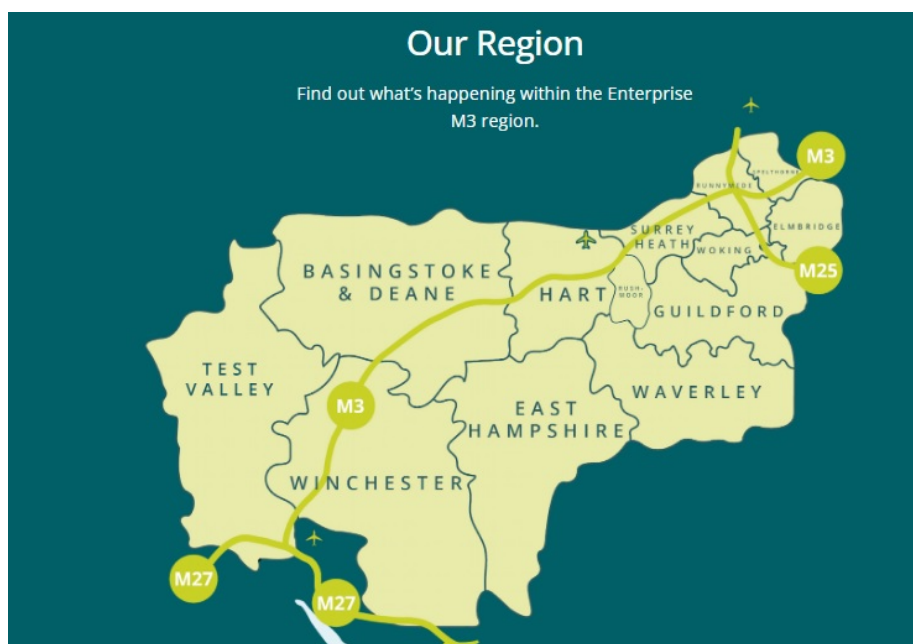 Our Region
Find out what's happening within the Enterprise
M3 region.
M3
SPELTHORNE
RUNNYMEDE
ELMBRIDGE
SURREY
HEATH
WOKING
M25
BASINGSTOKE
& DEANE
HART
RUSH-
MOOR
GUILDFORD
TEST
VALLEY
M3
WAVERLEY
EAST
HAMPSHIRE
WINCHESTER
M27
M27